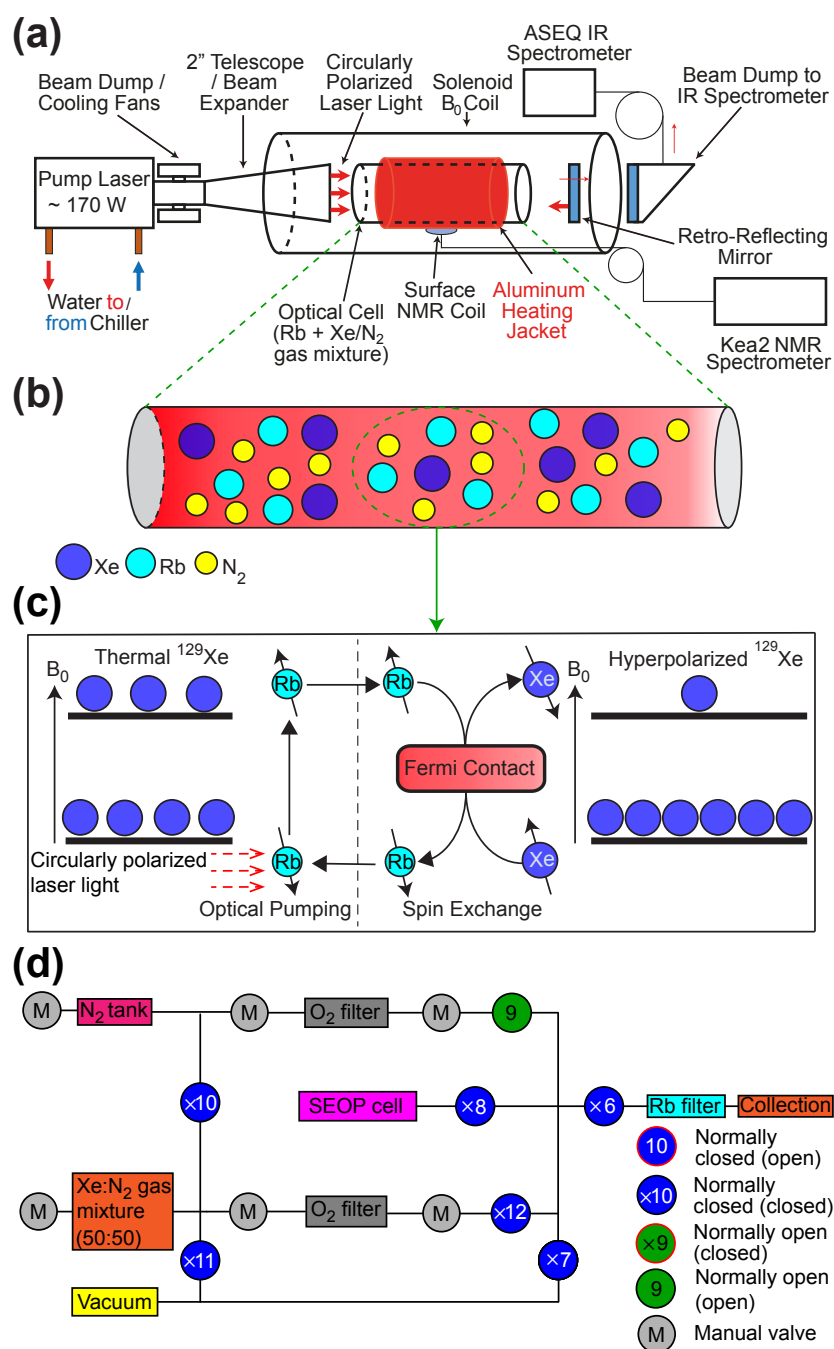 (a)
ASEQ IR
Spectrometer
2” Telescope
/ Beam
Expander
Circularly
Polarized
Laser Light
Solenoid
B0 Coil
Beam Dump /
Cooling Fans
Beam Dump to
IR Spectrometer
Pump Laser
~ 170 W
Water to/
from Chiller
Optical Cell
(Rb + Xe/N2
gas mixture)
Surface
NMR Coil
Aluminum
Heating
Jacket
Retro-Reflecting
Mirror
Kea2 NMR
Spectrometer
(b)
Xe
Rb
N2
(c)
B0
Thermal 129Xe
Rb
Rb
Xe
B0
Hyperpolarized 129Xe
Fermi Contact
Circularly polarized
laser light
Rb
Rb
Xe
Optical Pumping
Spin Exchange
(d)
M
N2 tank
M
O2 filter
M
9
×10
SEOP cell
×8
×6
Rb filter
Collection
M
Xe:N2 gas
mixture
(50:50)
M
O2 filter
M
×12
×11
×7
Vacuum
10
Normally
closed (open)
×10
Normally
closed (closed)
×9
Normally open
(closed)
9
Normally open
(open)
M
Manual valve